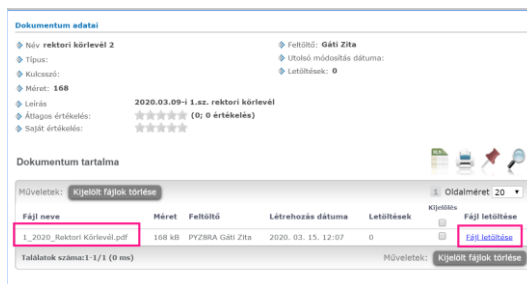 Dokumentum adatai
Név rektori körlevél 2
Feltöltő: Gáti Zita
Típus:
Utolsó módosítás dátuma:
Kulcsszó:
Letöltések: 0
Méret: 168
Leírás 2020.03.09-i 1.sz. rektori körlevél
Átlagos értékelés: (0; 0 értékelés)
Saját értékelés:
Dokumentum tartalma
Műveletek: Kijelölt fájlok törlése 1 Oldalméret 20
Fájl neve Méret Feltöltő Létrehozás dátuma Letöltések Kijelölés Fájl letöltése
1_2020_Rektori Körlevél.pdf 168 kB PYZ8RA Gáti Zita 2020. 03. 15. 12:07 0 Fájl letöltése
Találatok száma:1-1/1 (0 ms) Műveletek: Kijelölt fájlok törlése